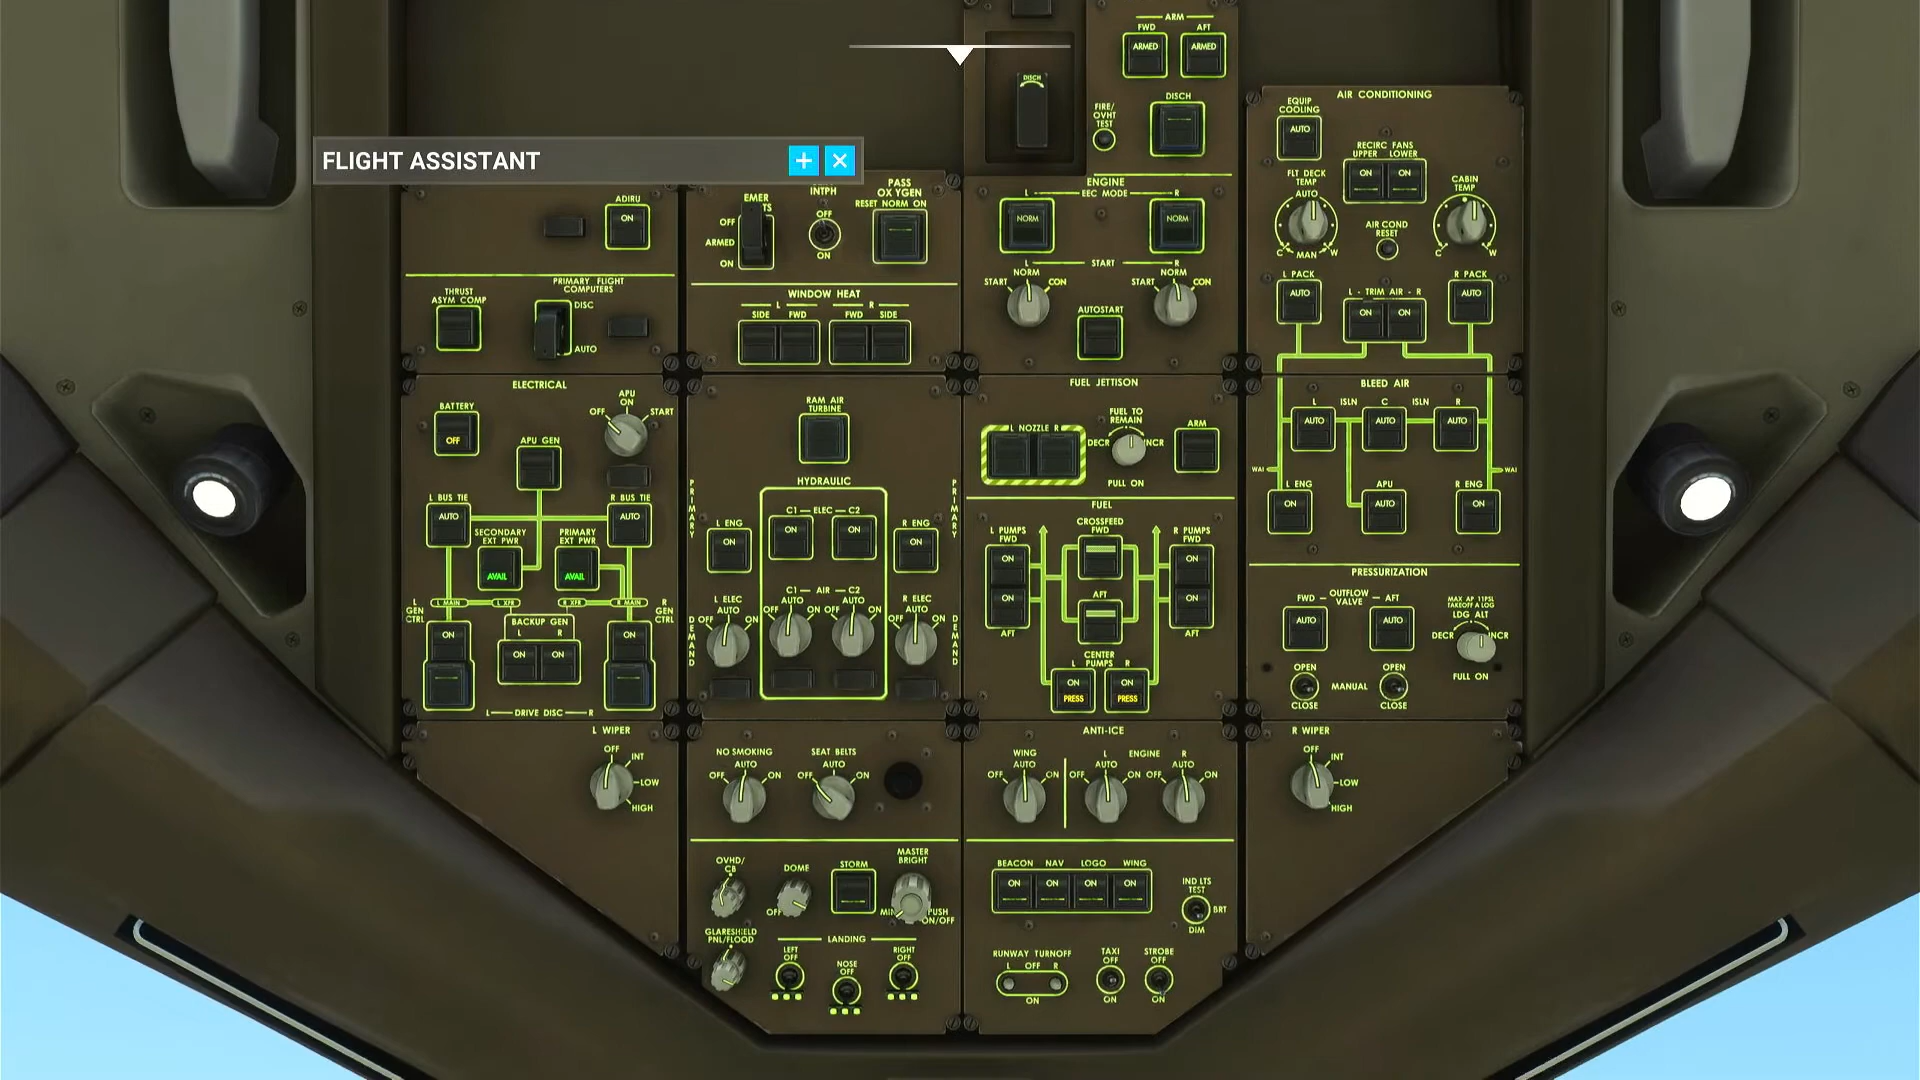 FLIGHT ASSISTANT
ARM
FWD AFT
ARMED ARMED
DISCH
DISCH
FIRE/
OVHT
TEST
ADIRU
ON
THRUST
ASYM COMP
PRIMARY FLIGHT
COMPUTERS
DISC
AUTO
EMER
OFF
ARMED
ON
INTPH
OFF
ON
PASS
OXYGEN
RESET NORM ON
WINDOW HEAT
L R
SIDE FWD FWD SIDE
ENGINE
L EEC MODE R
NORM NORM
L START R
START NORM CON START NORM CON
AUTOSTART
AIR CONDITIONING
EQUIP
COOLING
AUTO
RECIRC FANS
UPPER LOWER
ON ON
FLT DECK
TEMP
AUTO
C MAN W
AIR COND
RESET
CABIN
TEMP
C W
L PACK
AUTO
L - TRIM AIR - R
ON ON
R PACK
AUTO
ELECTRICAL
BATTERY
OFF
APU
ON
OFF START
APU GEN
L BUS TIE
AUTO
R BUS TIE
AUTO
SECONDARY
EXT PWR
AVAIL
PRIMARY
EXT PWR
AVAIL
L MAIN L XFR R XFR R MAIN
L
GEN
CTRL
ON
BACKUP GEN
L R
ON ON
R
GEN
CTRL
ON
L DRIVE DISC R
RAM AIR
TURBINE
HYDRAULIC
PRIMARY
PRIMARY
L ENG
ON
C1 ELEC C2
ON ON
R ENG
ON
DEMAND
DEMAND
L ELEC
AUTO
OFF ON
C1 AIR C2
AUTO AUTO
OFF ON OFF ON
R ELEC
AUTO
OFF ON
FUEL JETTISON
L NOZZLE R
FUEL TO
REMAIN
DECR INCR
PULL ON
ARM
FUEL
L PUMPS
FWD
ON
ON
AFT
CROSSFEED
FWD
AFT
R PUMPS
FWD
ON
ON
AFT
CENTER
L PUMPS R
ON ON
PRESS PRESS
BLEED AIR
L ISLN C ISLN R
AUTO AUTO AUTO
WAI WAI
L ENG
ON
APU
AUTO
R ENG
ON
PRESSURIZATION
FWD OUTFLOW VALVE AFT
AUTO AUTO
LDG ALT
DECR INCR
OPEN MANUAL OPEN
CLOSE CLOSE
L WIPER
OFF
INT
LOW
HIGH
NO SMOKING
AUTO
OFF ON
SEAT BELTS
AUTO
OFF ON
ANTI-ICE
WING
AUTO
OFF ON
L ENGINE R
AUTO AUTO
OFF ON OFF ON
R WIPER
OFF
INT
LOW
HIGH
OVHD/
CB
DOME
OFF
STORM
MASTER
BRIGHT
MIN PUSH
ON/OFF
GLARESHIELD
PNL/FLOOD
LANDING
LEFT
OFF
NOSE
OFF
RIGHT
OFF
BEACON NAV LOGO WING
ON ON ON ON
IND LTS
TEST
BRT
DIM
RUNWAY TURNOFF
L OFF R
ON
TAXI
OFF
ON
STROBE
OFF
ON